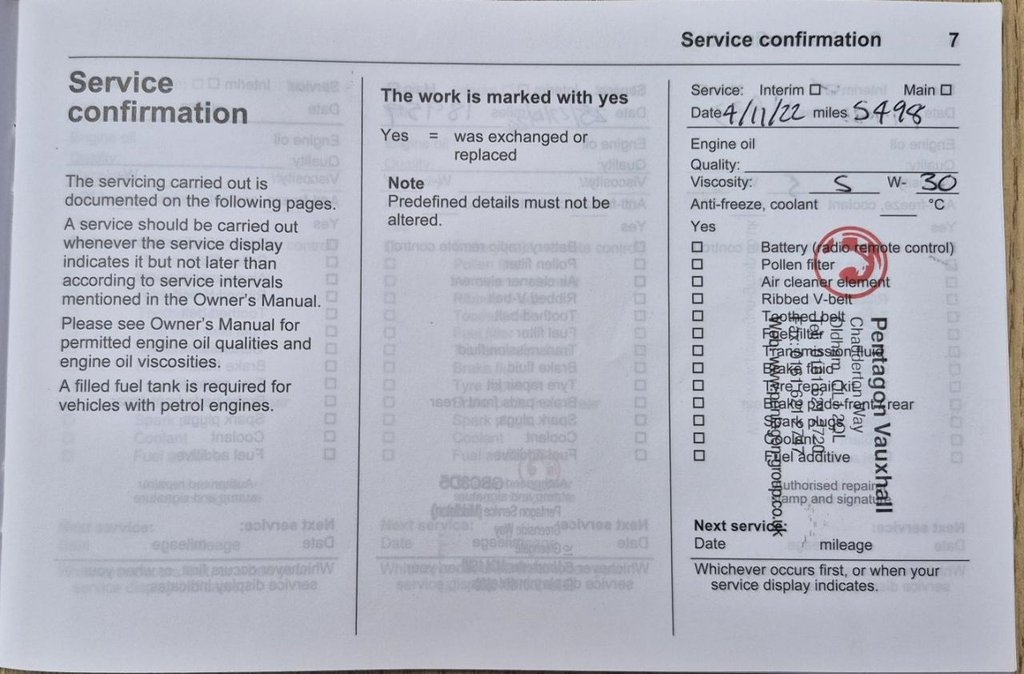 Service confirmation 7
Service
confirmation
The servicing carried out is
documented on the following pages.
A service should be carried out
whenever the service display
indicates it but not later than
according to service intervals
mentioned in the Owner's Manual.
Please see Owner's Manual for
permitted engine oil qualities and
engine oil viscosities.
A filled fuel tank is required for
vehicles with petrol engines.
The work is marked with yes
Yes = was exchanged or
replaced
Note
Predefined details must not be
altered.
Service: Interim ☐ Main ☐
Date 4/11/22 miles 5498
Engine oil
Quality:
Viscosity: 5 W- 30
Anti-freeze, coolant °C
Yes
☐ Battery (radio remote control)
☐ Pollen filter
☐ Air cleaner element
☐ Ribbed V-belt
☐ Toothed belt
☐ Fuel filter
☐ Transmission fluid
☐ Brake fluid
☐ Tyre repair kit
☐ Brake pads front/rear
☐ Spark plugs
☐ Coolant
☐ Fuel additive
Authorised repairer
stamp and signature
Next service:
Date mileage
Whichever occurs first, or when your
service display indicates.
Pentagon Vauxhall
Chadderton Way
Oldham